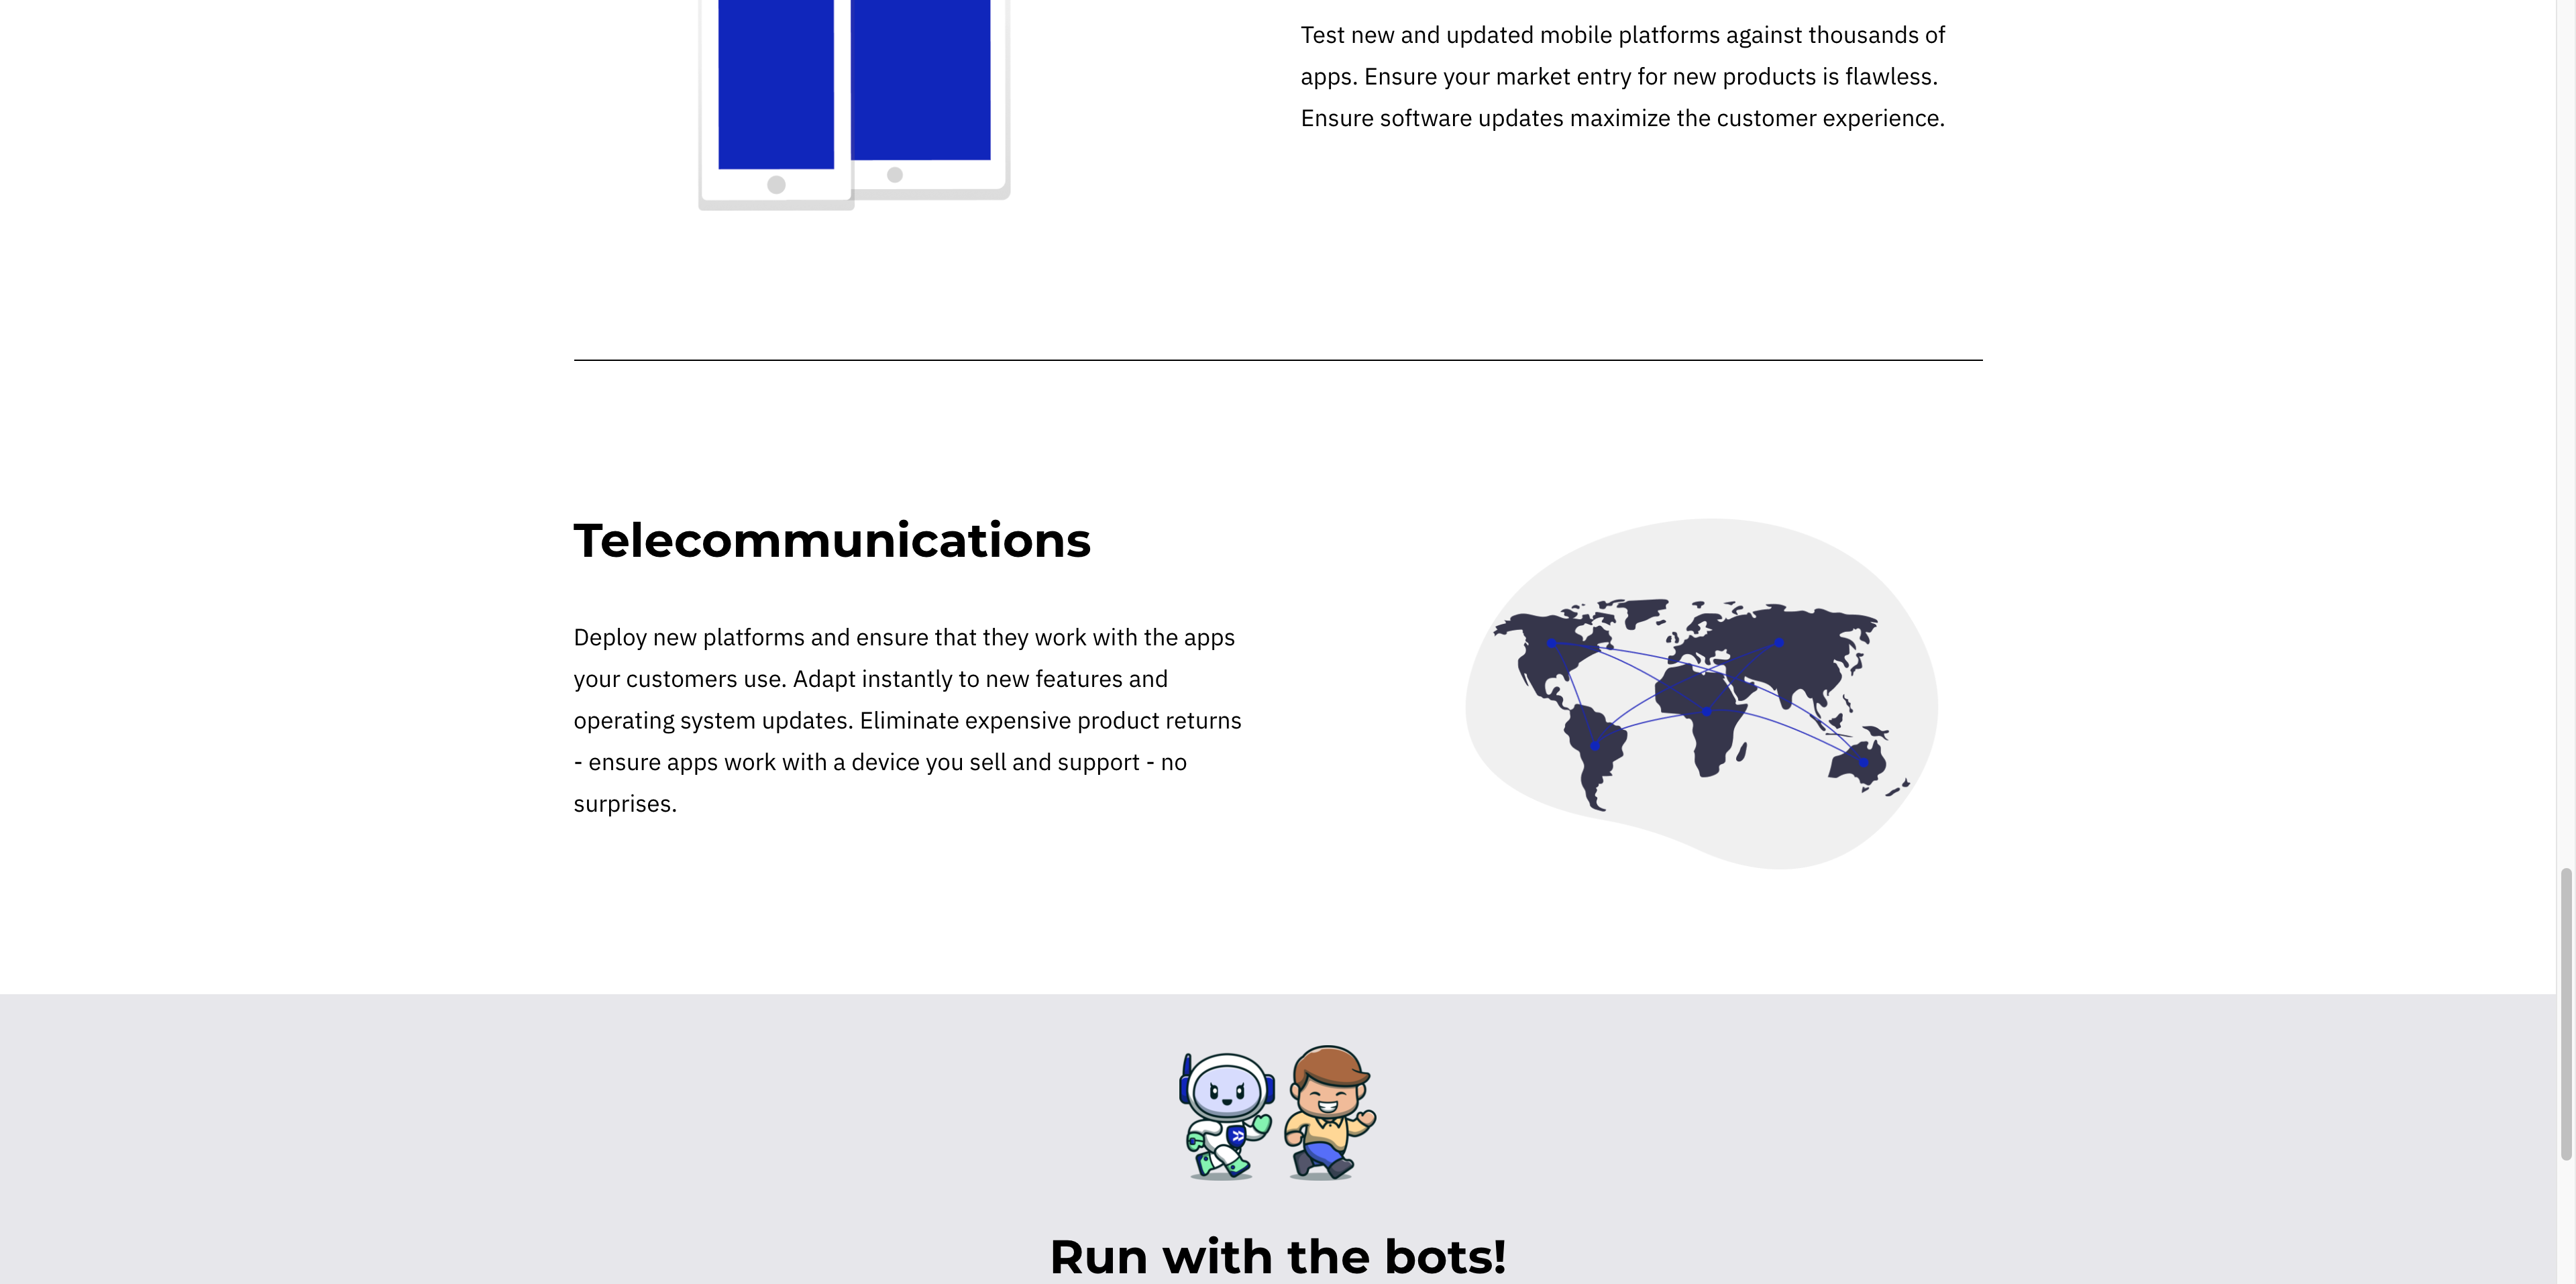 Test new and updated mobile platforms against thousands of
apps. Ensure your market entry for new products is flawless.
Ensure software updates maximize the customer experience.
Telecommunications
Deploy new platforms and ensure that they work with the apps
your customers use. Adapt instantly to new features and
operating system updates. Eliminate expensive product returns
- ensure apps work with a device you sell and support - no
surprises.
Run with the bots!